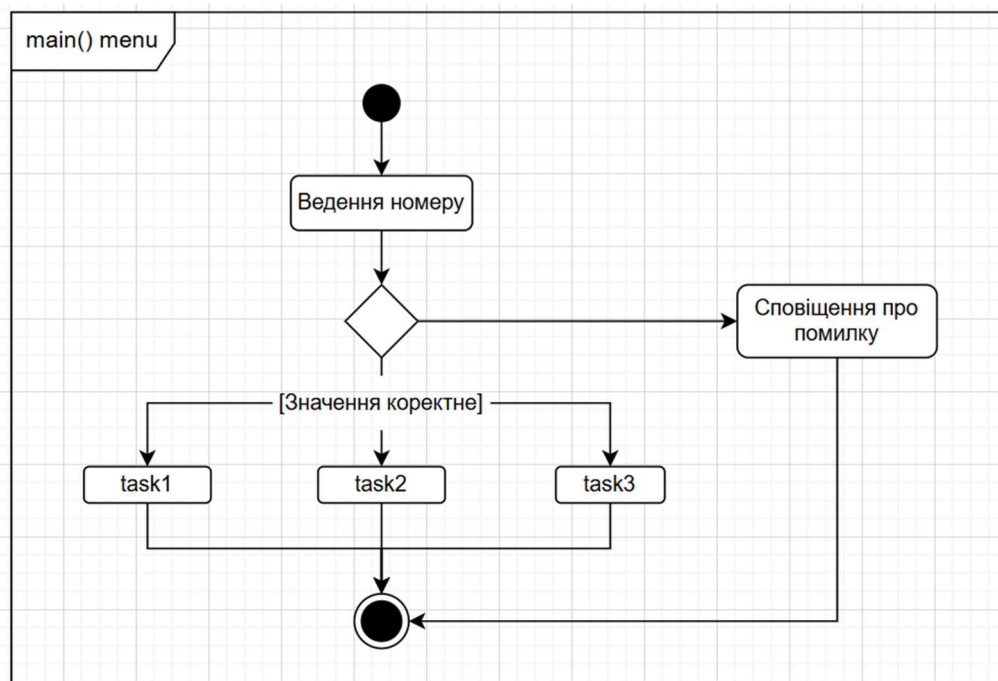 main() menu
Ведення номеру
Сповіщення про
помилку
[Значення коректне]
task1
task2
task3